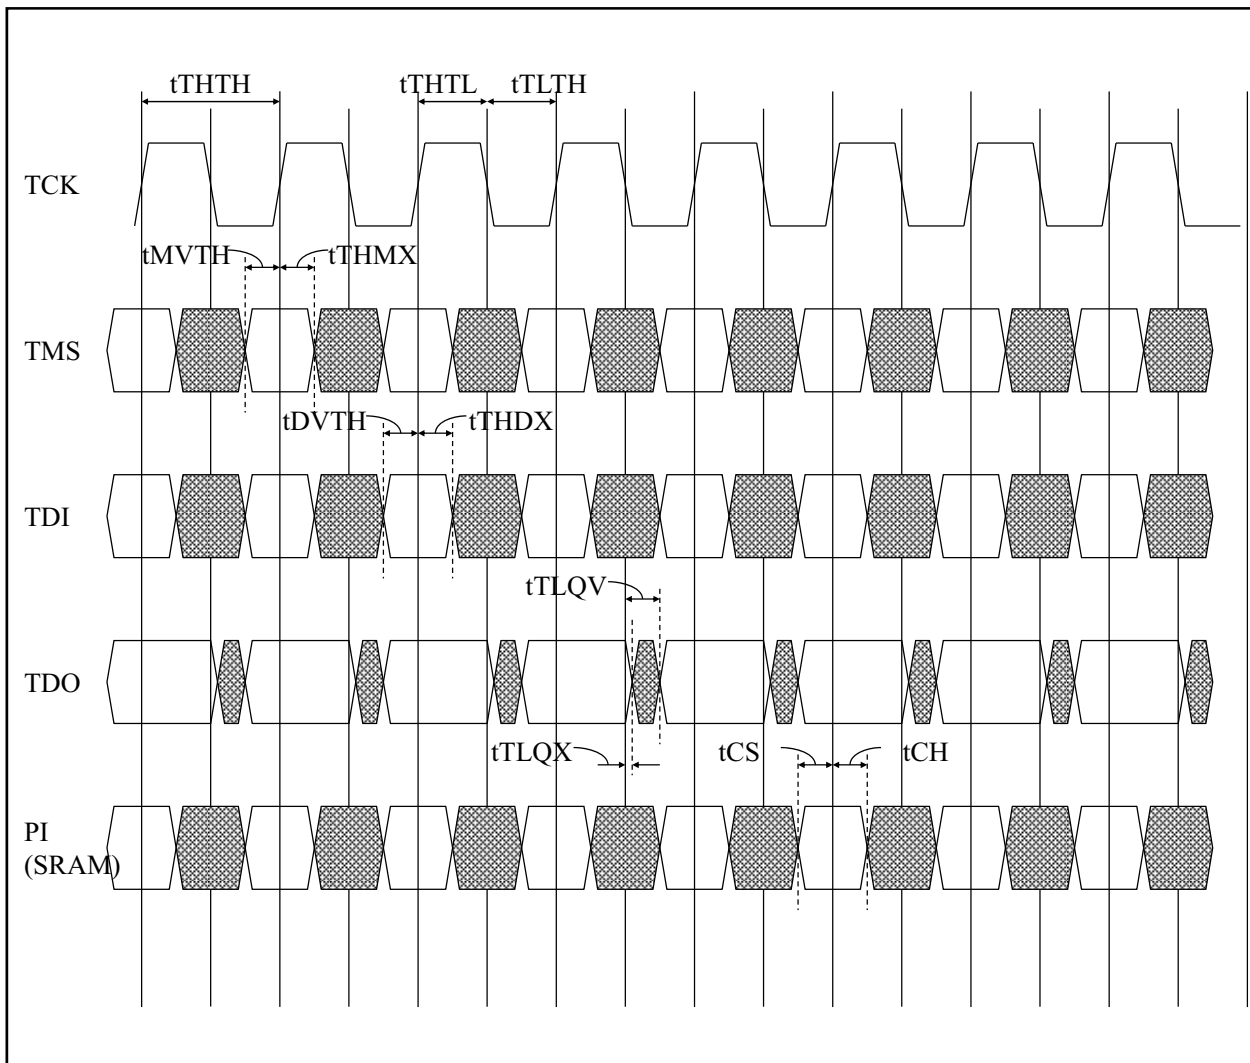 tTHTH tTHTL tTLTH
TCK
tMVTH tTHMX
TMS
tDVTH tTHDX
TDI
tTLQV
TDO
tTLQX tCS tCH
PI
(SRAM)